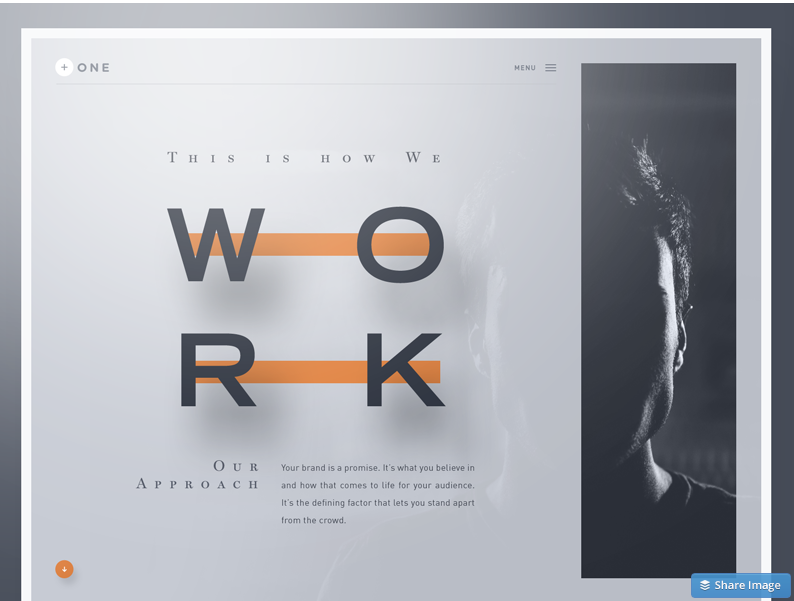 + ONE
MENU
THIS IS HOW WE
WO
RK
OUR
APPROACH
Your brand is a promise. It's what you believe in
and how that comes to life for your audience.
It's the defining factor that lets you stand apart
from the crowd.
Share Image